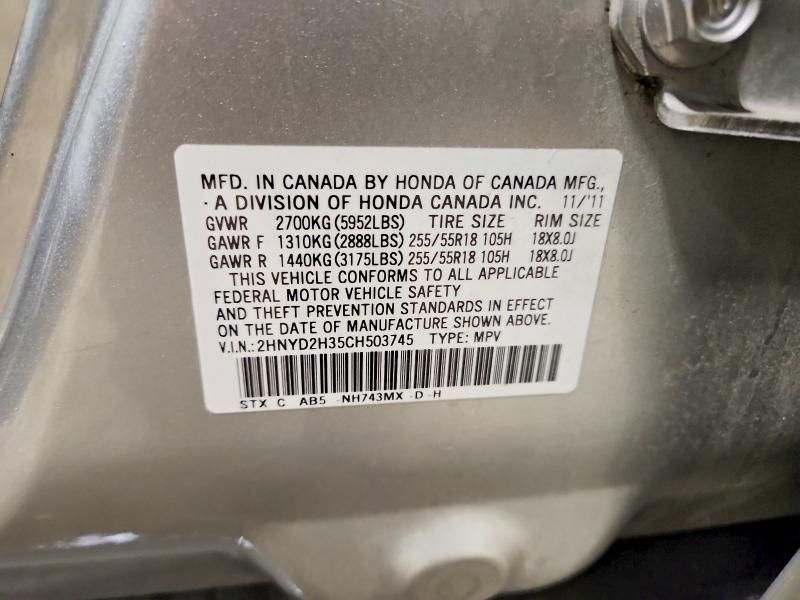 MFD. IN CANADA BY HONDA OF CANADA MFG.,
· A DIVISION OF HONDA CANADA INC. 11/'11
GVWR 2700KG (5952LBS) TIRE SIZE RIM SIZE
GAWR F 1310KG (2888LBS) 255/55R18 105H 18X8.0J
GAWR R 1440KG (3175LBS) 255/55R18 105H 18X8.0J
THIS VEHICLE CONFORMS TO ALL APPLICABLE
FEDERAL MOTOR VEHICLE SAFETY
AND THEFT PREVENTION STANDARDS IN EFFECT
ON THE DATE OF MANUFACTURE SHOWN ABOVE.
V.I.N.: 2HNYD2H35CH503745 TYPE: MPV
STX C AB5 -NH743MX -D -H